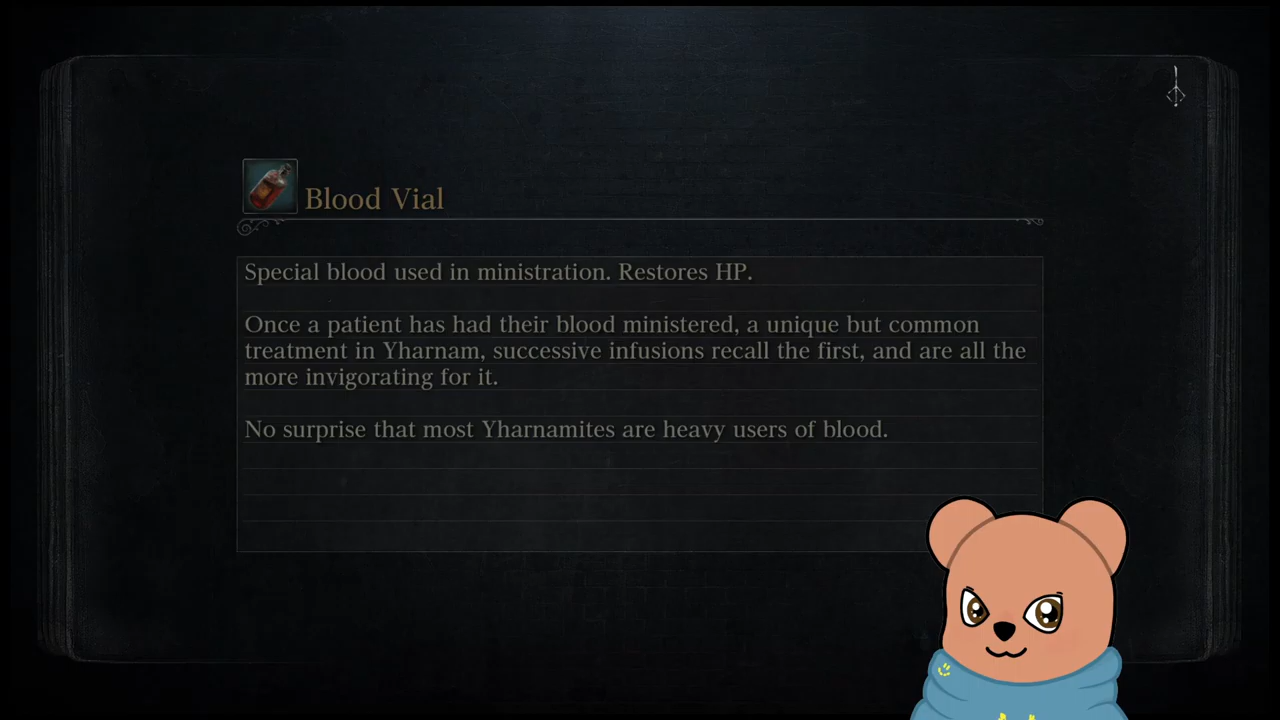 Blood Vial
Special blood used in ministration. Restores HP.
Once a patient has had their blood ministered, a unique but common
treatment in Yharnam, successive infusions recall the first, and are all the
more invigorating for it.
No surprise that most Yharnamites are heavy users of blood.